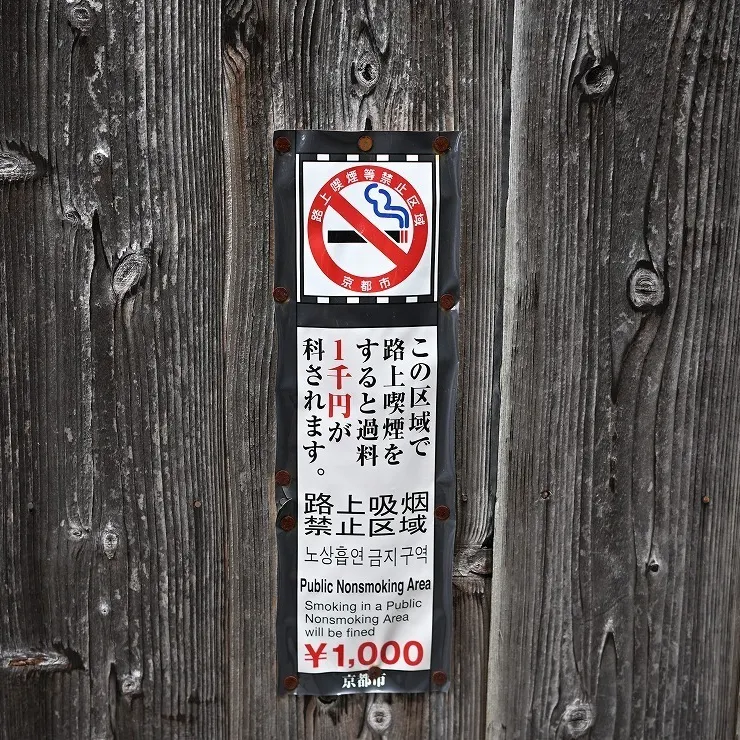 路上喫煙等禁止区域
京都市
この区域で
路上喫煙を
すると過料
1千円が
科されます。
路上吸烟
禁止区域
노상흡연 금지구역
Public Nonsmoking Area
Smoking in a Public
Nonsmoking Area
will be fined
¥1,000
京都市